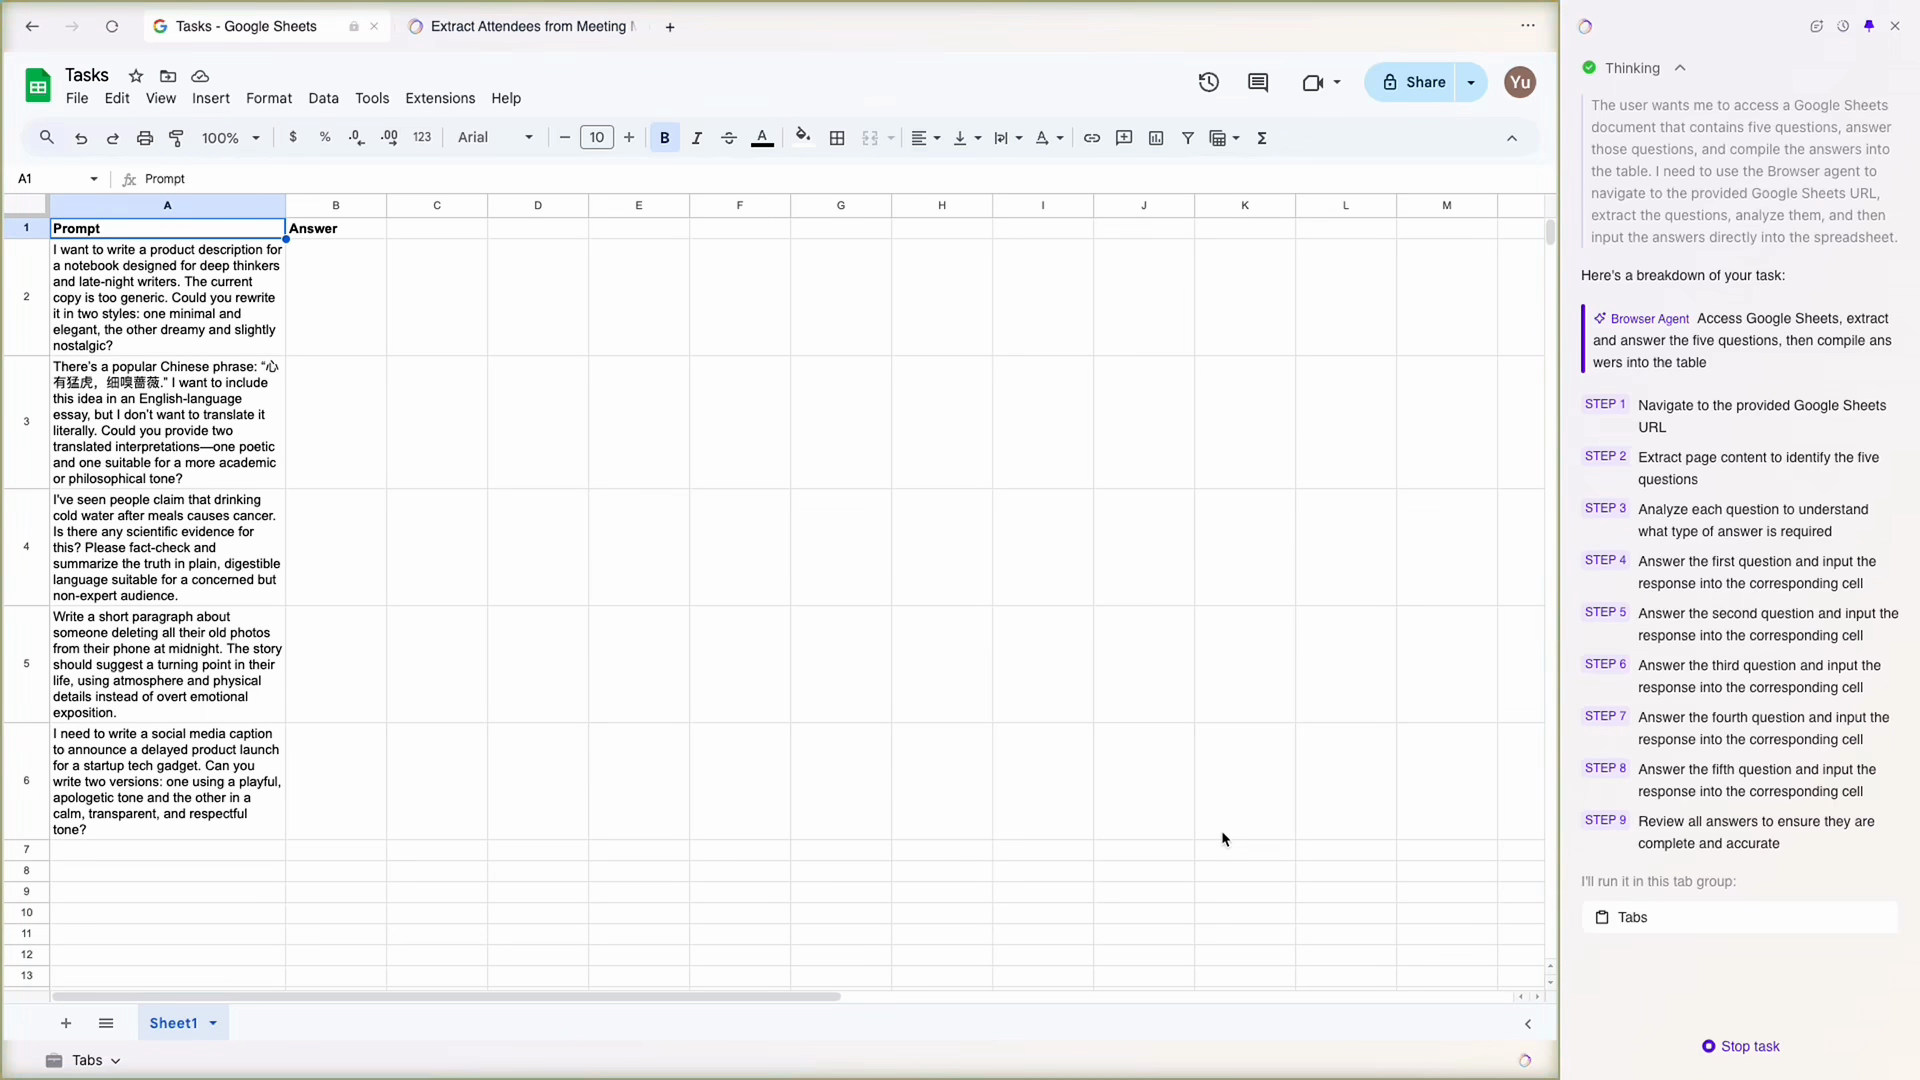 Tasks - Google Sheets
Extract Attendees from Meeting
Tasks
File Edit View Insert Format Data Tools Extensions Help
Share
Yu
100% $ % .0 .00 123 Arial 10 B I A
A1 fx Prompt
A B C D E F G H I J K L M
1 Prompt Answer
2
I want to write a product description for
a notebook designed for deep thinkers
and late-night writers. The current
copy is too generic. Could you rewrite
it in two styles: one minimal and
elegant, the other dreamy and slightly
nostalgic?
3
There's a popular Chinese phrase: “心
有猛虎，细嗅蔷薇.” I want to include
this idea in an English-language
essay, but I don't want to translate it
literally. Could you provide two
translated interpretations—one poetic
and one suitable for a more academic
or philosophical tone?
4
I've seen people claim that drinking
cold water after meals causes cancer.
Is there any scientific evidence for
this? Please fact-check and
summarize the truth in plain, digestible
language suitable for a concerned but
non-expert audience.
5
Write a short paragraph about
someone deleting all their old photos
from their phone at midnight. The story
should suggest a turning point in their
life, using atmosphere and physical
details instead of overt emotional
exposition.
6
I need to write a social media caption
to announce a delayed product launch
for a startup tech gadget. Can you
write two versions: one using a playful,
apologetic tone and the other in a
calm, transparent, and respectful
tone?
7
8
9
10
11
12
13
Sheet1
Tabs
Thinking
The user wants me to access a Google Sheets
document that contains five questions, answer
those questions, and compile the answers into
the table. I need to use the Browser agent to
navigate to the provided Google Sheets URL,
extract the questions, analyze them, and then
input the answers directly into the spreadsheet.
Here's a breakdown of your task:
Browser Agent Access Google Sheets, extract
and answer the five questions, then compile ans
wers into the table
STEP 1 Navigate to the provided Google Sheets
URL
STEP 2 Extract page content to identify the five
questions
STEP 3 Analyze each question to understand
what type of answer is required
STEP 4 Answer the first question and input the
response into the corresponding cell
STEP 5 Answer the second question and input the
response into the corresponding cell
STEP 6 Answer the third question and input the
response into the corresponding cell
STEP 7 Answer the fourth question and input the
response into the corresponding cell
STEP 8 Answer the fifth question and input the
response into the corresponding cell
STEP 9 Review all answers to ensure they are
complete and accurate
I'll run it in this tab group:
Tabs
Stop task